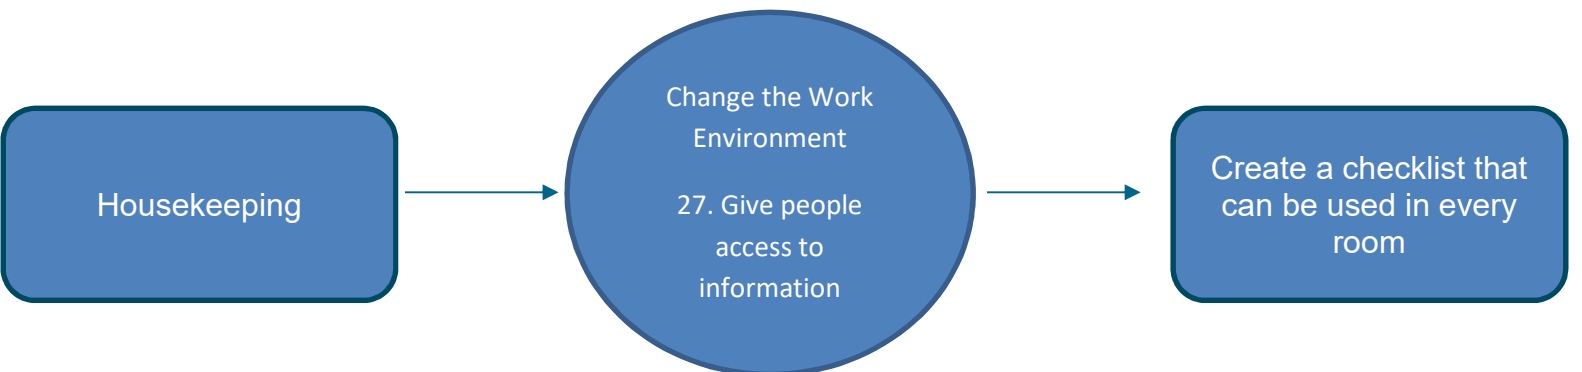 Housekeeping
Change the Work
Environment
27. Give people
access to
information
Create a checklist that
can be used in every
room